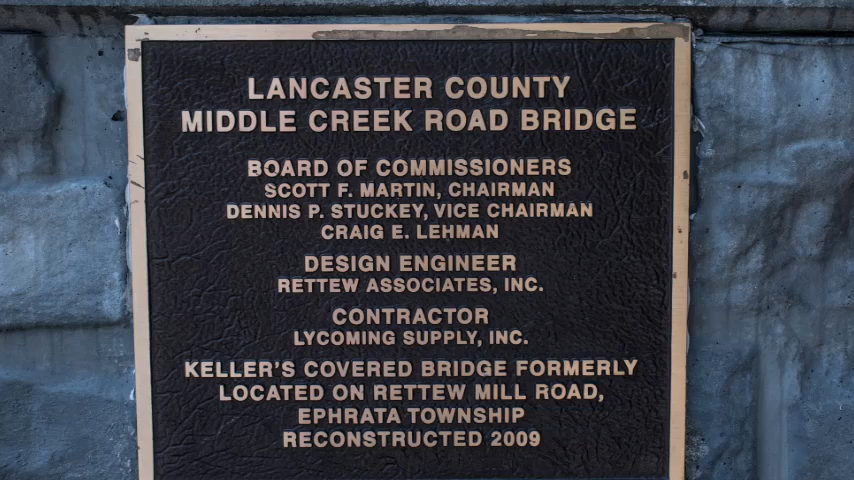 LANCASTER COUNTY
MIDDLE CREEK ROAD BRIDGE
BOARD OF COMMISSIONERS
SCOTT F. MARTIN, CHAIRMAN
DENNIS P. STUCKEY, VICE CHAIRMAN
CRAIG E. LEHMAN
DESIGN ENGINEER
RETTEW ASSOCIATES, INC.
CONTRACTOR
LYCOMING SUPPLY, INC.
KELLER'S COVERED BRIDGE FORMERLY
LOCATED ON RETTEW MILL ROAD,
EPHRATA TOWNSHIP
RECONSTRUCTED 2009